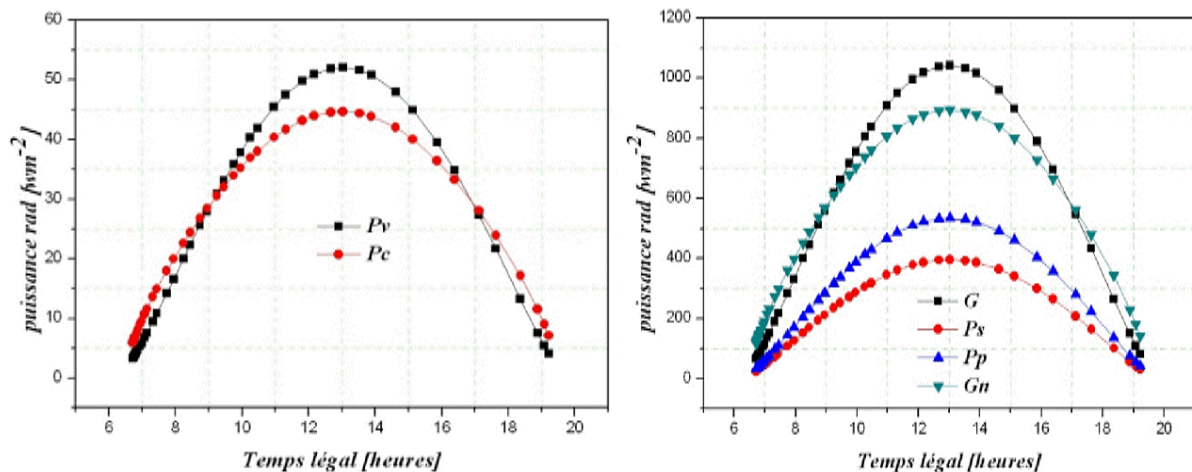 60
50
40
30
20
10
0
puissance rad [wm-2]
Pv
Pc
6 8 10 12 14 16 18 20
Temps légal [heures]
1200
1000
800
600
400
200
0
puissance rad [wm-2]
G
Ps
Pp
Gn
6 8 10 12 14 16 18 20
Temps légal [heures]